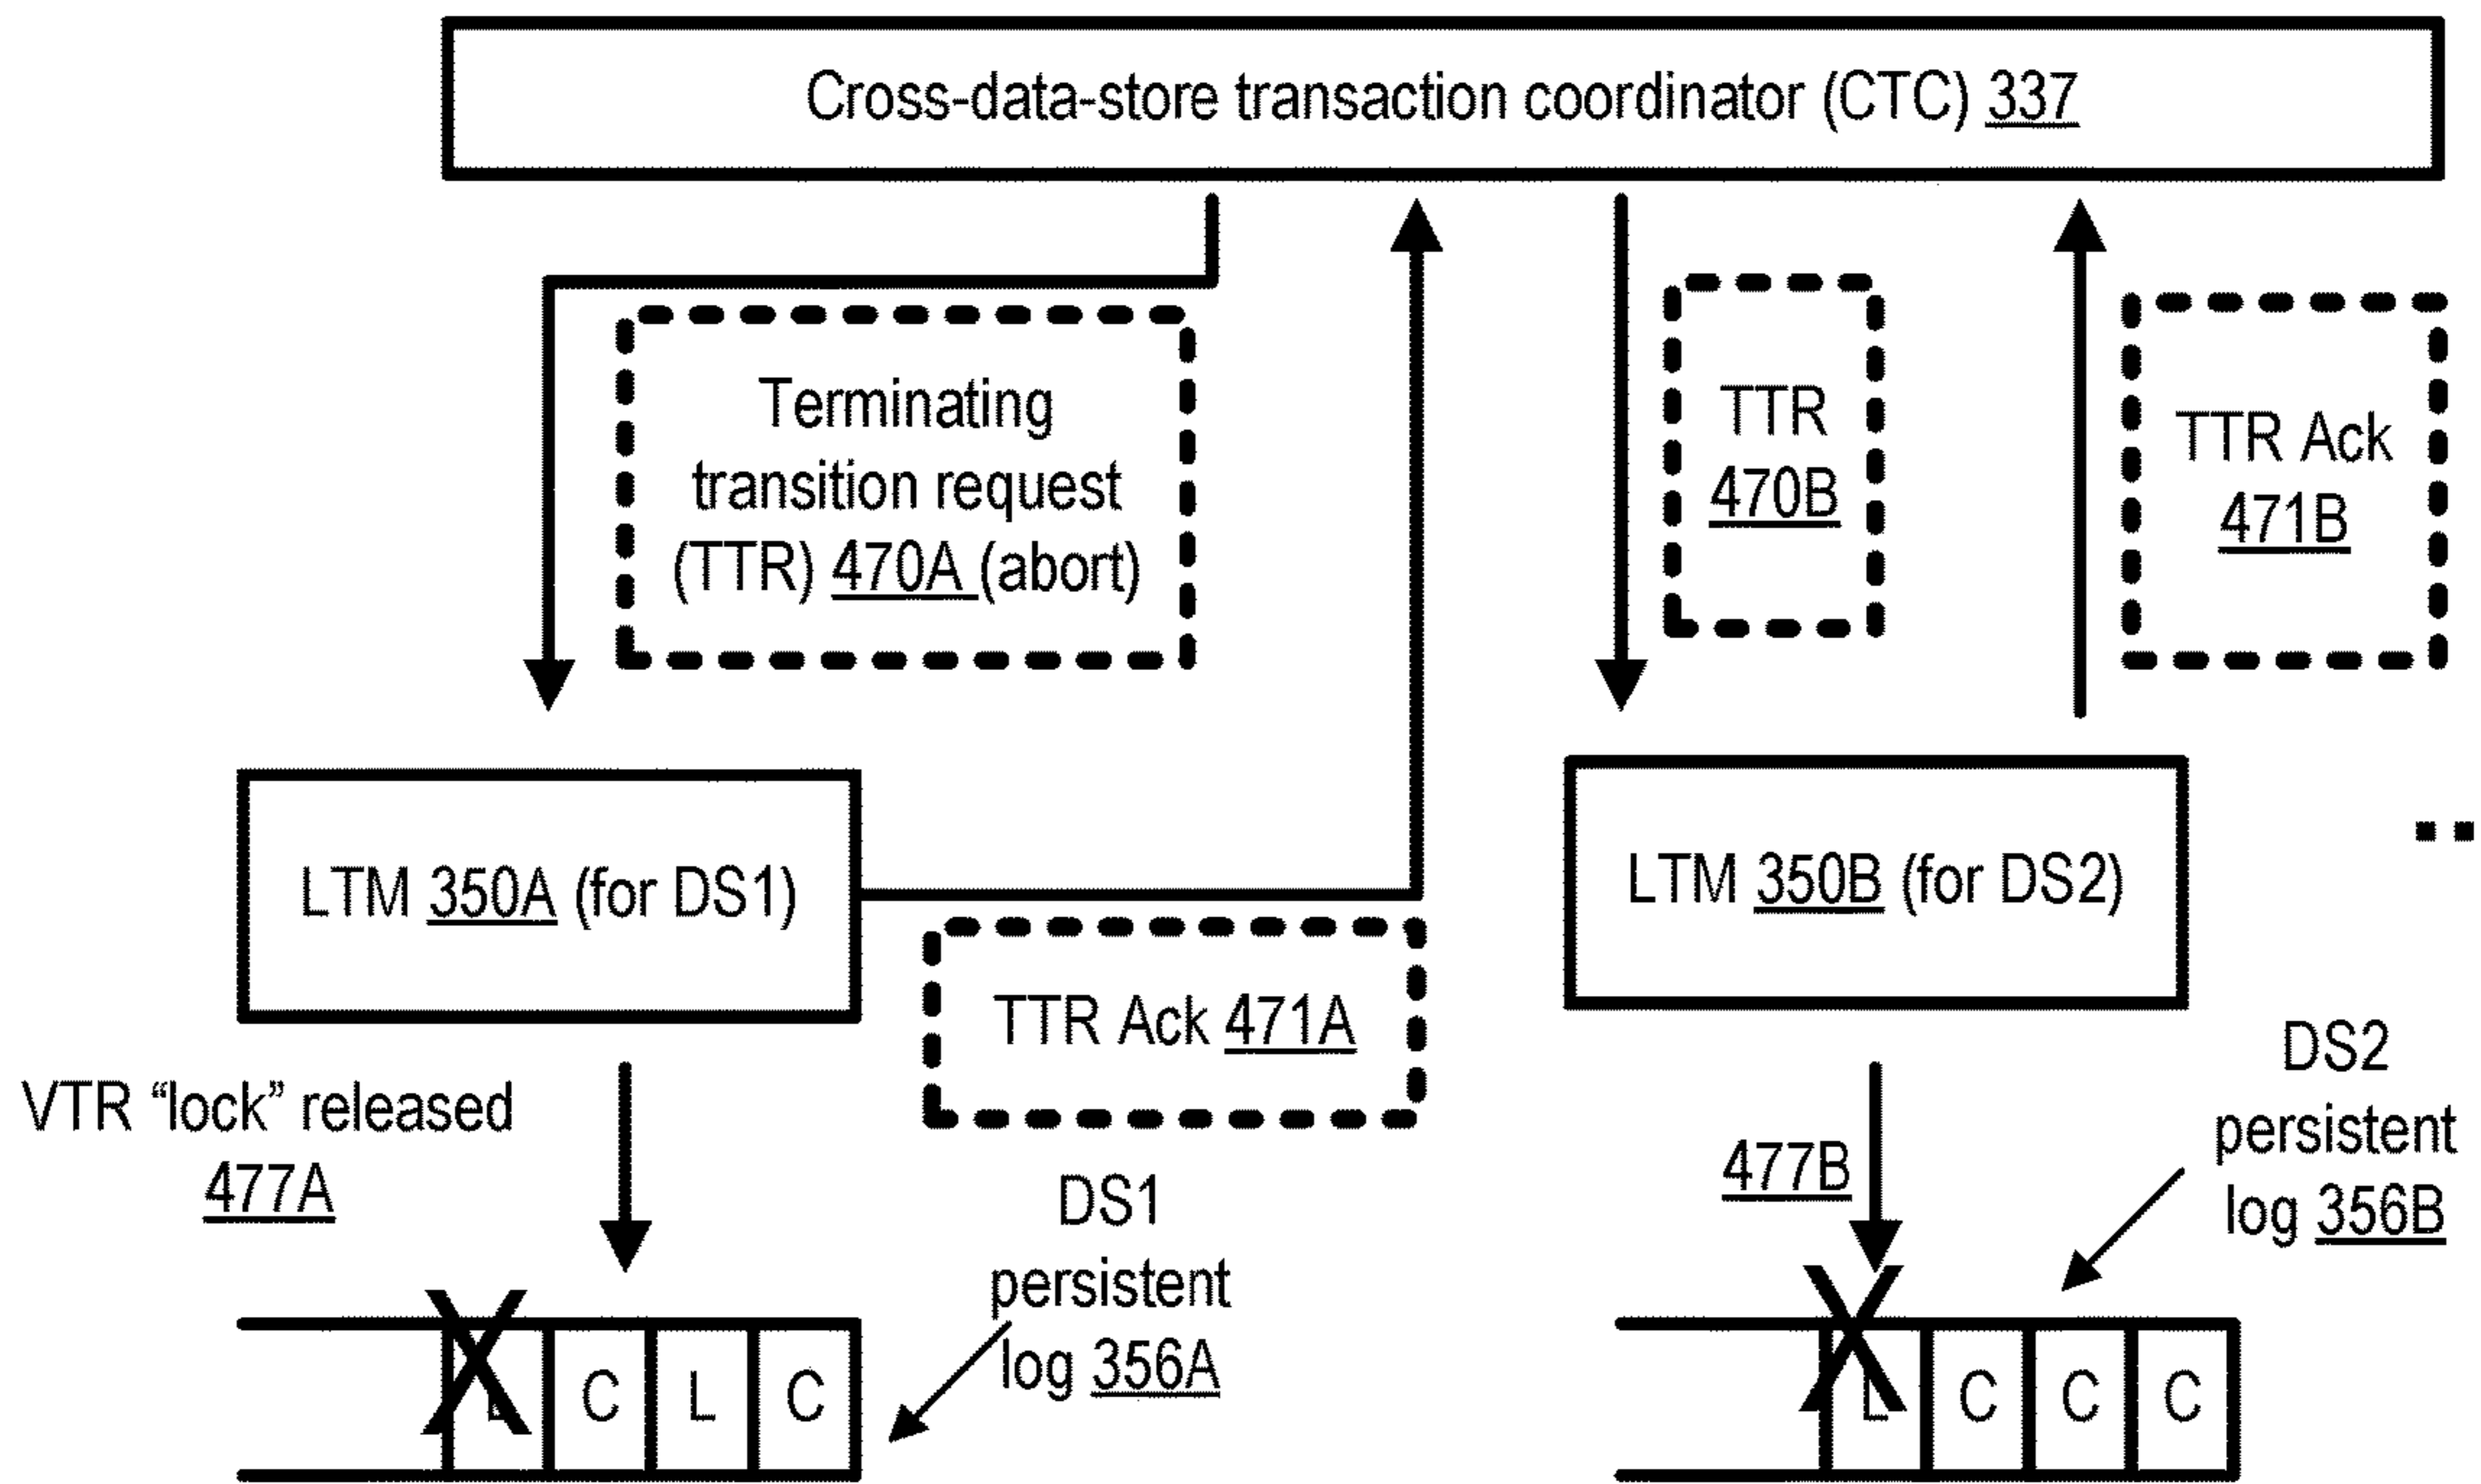 Cross-data-store transaction coordinator (CTC) 337
Terminating
transition request
(TTR) 470A (abort)
TTR
470B
TTR Ack
471B
LTM 350A (for DS1)
LTM 350B (for DS2)
TTR Ack 471A
VTR “lock” released
477A
DS1
persistent
log 356A
477B
DS2
persistent
log 356B
L C L C
L C C C